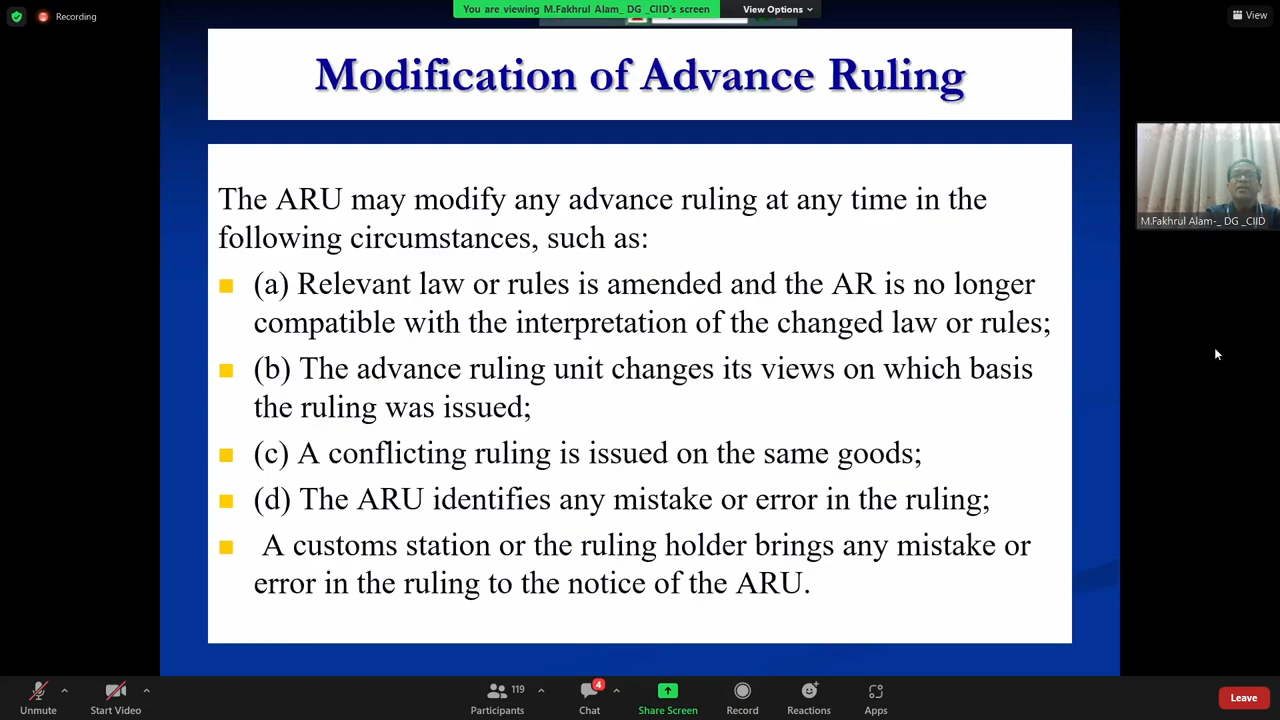 Recording
You are viewing M.Fakhrul Alam_ DG _CIID's screen
View Options
View
Modification of Advance Ruling
The ARU may modify any advance ruling at any time in the
following circumstances, such as:
(a) Relevant law or rules is amended and the AR is no longer
compatible with the interpretation of the changed law or rules;
(b) The advance ruling unit changes its views on which basis
the ruling was issued;
(c) A conflicting ruling is issued on the same goods;
(d) The ARU identifies any mistake or error in the ruling;
A customs station or the ruling holder brings any mistake or
error in the ruling to the notice of the ARU.
M.Fakhrul Alam-_ DG _CIID
Unmute
Start Video
119
Participants
4
Chat
Share Screen
Record
Reactions
Apps
Leave